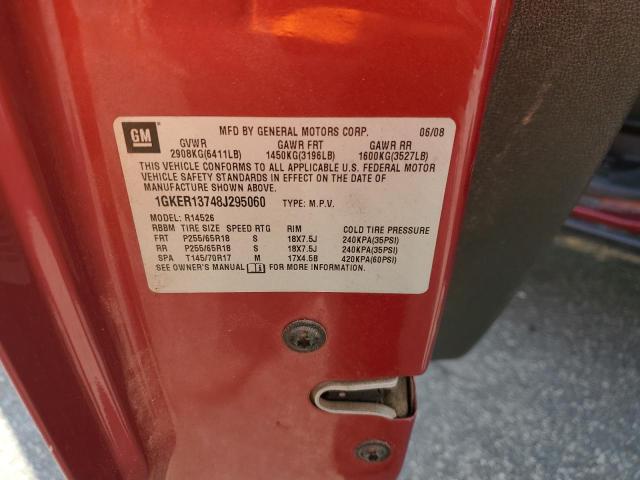 GM
MFD BY GENERAL MOTORS CORP. 06/08
GVWR GAWR FRT GAWR RR
2908KG(6411LB) 1450KG(3196LB) 1600KG(3527LB)
THIS VEHICLE CONFORMS TO ALL APPLICABLE U.S. FEDERAL MOTOR
VEHICLE SAFETY STANDARDS IN EFFECT ON THE DATE OF
MANUFACTURE SHOWN ABOVE.
1GKER13748J295060 TYPE: M.P.V.
MODEL: R14526
RBBM TIRE SIZE SPEED RTG RIM COLD TIRE PRESSURE
FRT P255/65R18 S 18X7.5J 240KPA(35PSI)
RR P255/65R18 S 18X7.5J 240KPA(35PSI)
SPA T145/70R17 M 17X4.5B 420KPA(60PSI)
SEE OWNER'S MANUAL FOR MORE INFORMATION.